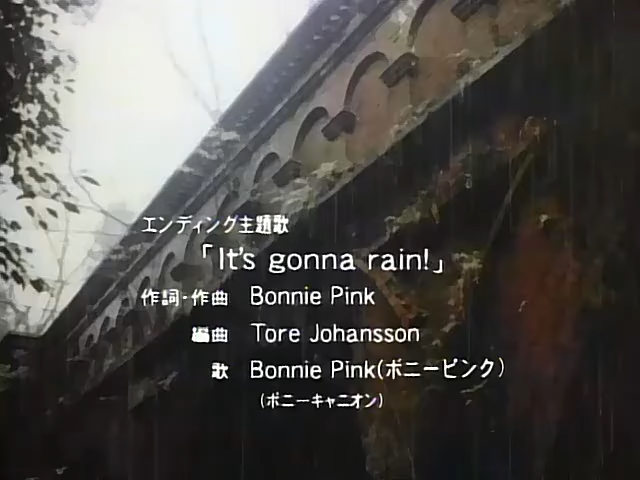 エンディング主題歌
「It's gonna rain!」
作詞・作曲 Bonnie Pink
編曲 Tore Johansson
歌 Bonnie Pink(ボニーピンク)
(ポニーキャニオン)